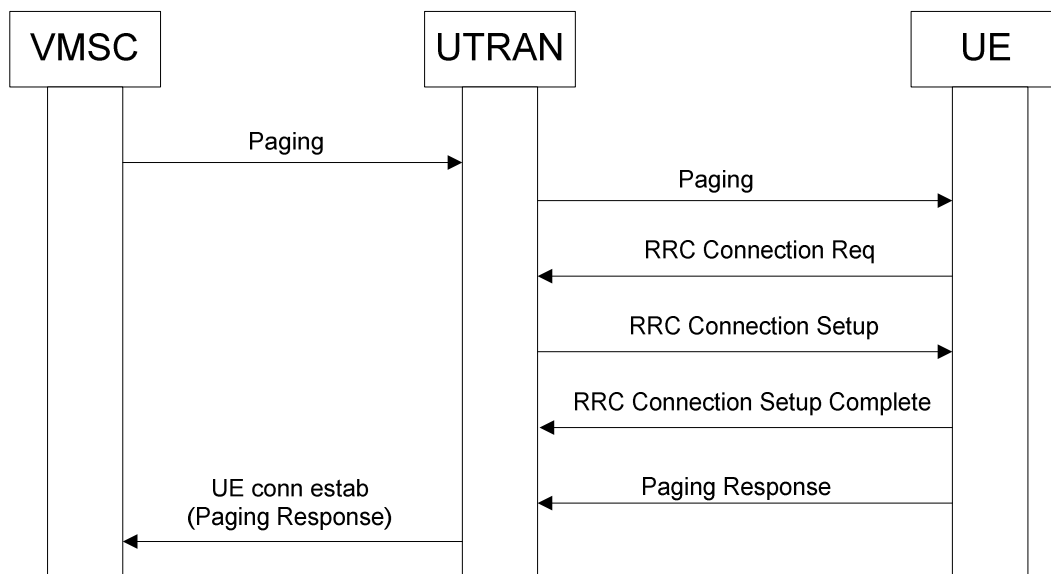 VMSC
UTRAN
UE
Paging
Paging
RRC Connection Req
RRC Connection Setup
RRC Connection Setup Complete
Paging Response
UE conn estab
(Paging Response)